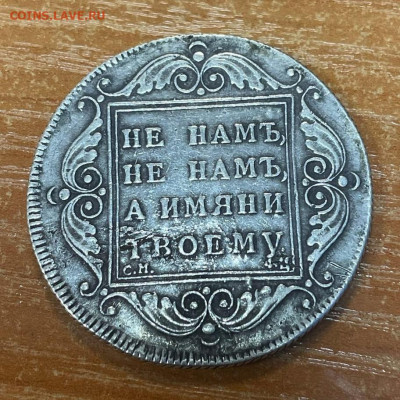 COINS.LAVE.RU
НЕ НАМЪ,
НЕ НАМЪ,
А ИМЯНИ
ТВОЕМУ.
С.М.